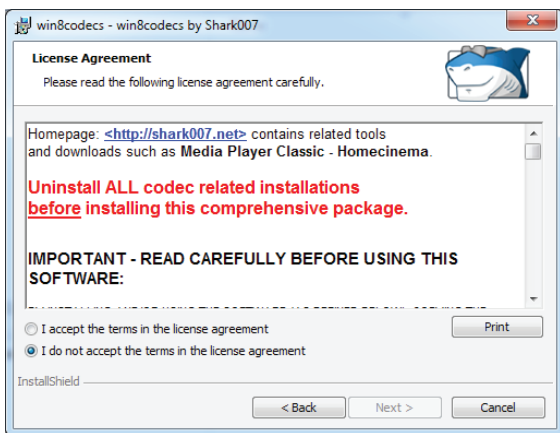 win8codecs - win8codecs by Shark007
License Agreement
Please read the following license agreement carefully.
Homepage: <http://shark007.net> contains related tools
and downloads such as Media Player Classic - Homecinema.
Uninstall ALL codec related installations
before installing this comprehensive package.
IMPORTANT - READ CAREFULLY BEFORE USING THIS
SOFTWARE:
I accept the terms in the license agreement
Print
I do not accept the terms in the license agreement
InstallShield
< Back
Next >
Cancel